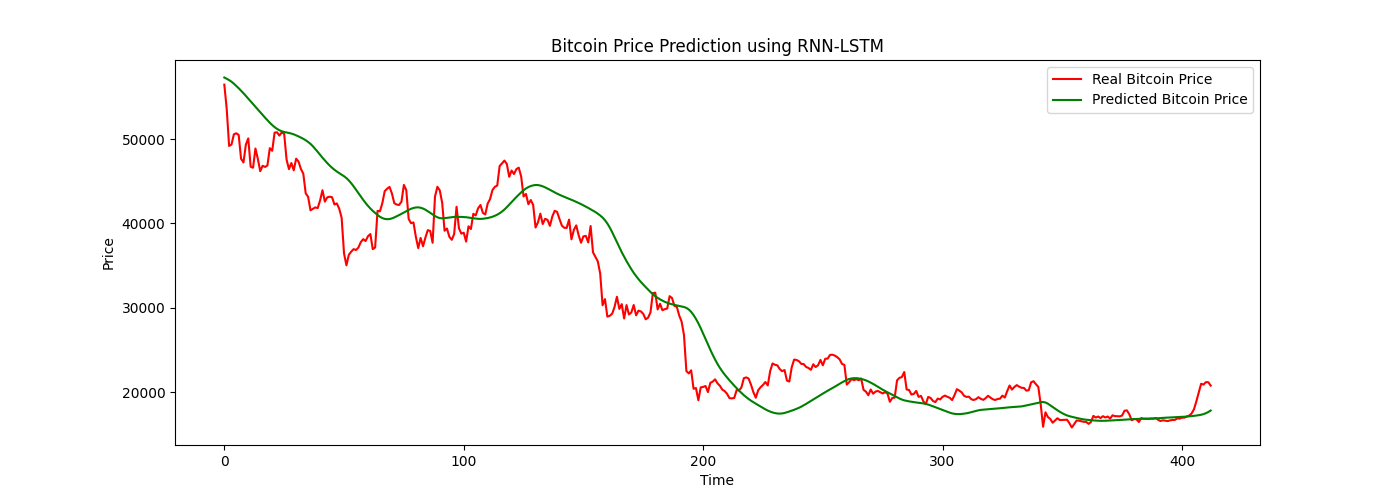 Bitcoin Price Prediction using RNN-LSTM
Real Bitcoin Price
Predicted Bitcoin Price
50000
40000
30000
20000
Price
0 100 200 300 400
Time